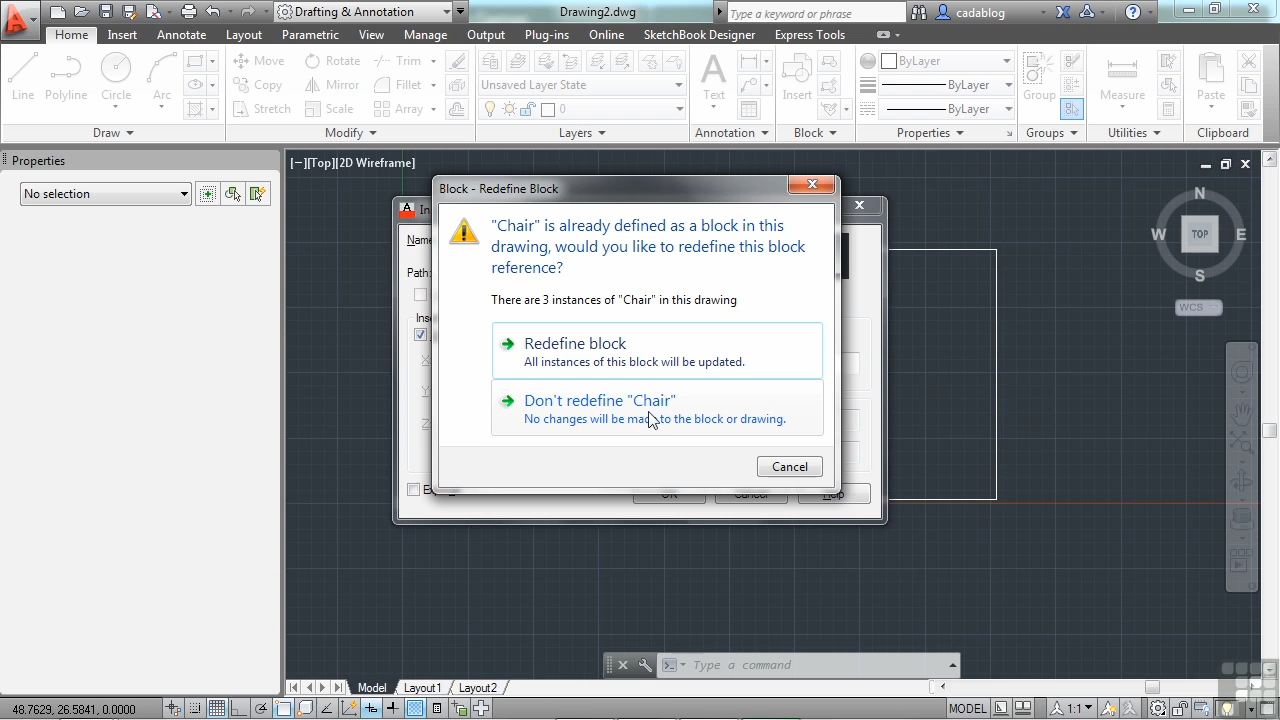 Drafting & Annotation
Drawing2.dwg
Type a keyword or phrase
cadablog
Home Insert Annotate Layout Parametric View Manage Output Plug-ins Online SketchBook Designer Express Tools
Line Polyline Circle Arc
Move Rotate Trim
Copy Mirror Fillet
Stretch Scale Array
Unsaved Layer State
0
Text
Insert
ByLayer
ByLayer
ByLayer
Group
Measure
Paste
Draw Modify Layers Annotation Block Properties Groups Utilities Clipboard
Properties
No selection
[−][Top][2D Wireframe]
N
W TOP E
S
WCS
Block - Redefine Block
"Chair" is already defined as a block in this
drawing, would you like to redefine this block
reference?
There are 3 instances of "Chair" in this drawing
Redefine block
All instances of this block will be updated.
Don't redefine "Chair"
No changes will be made to the block or drawing.
Cancel
Name
Path:
OK Cancel Help
Type a command
Model Layout1 Layout2
48.7629, 26.5841, 0.0000
MODEL
1:1